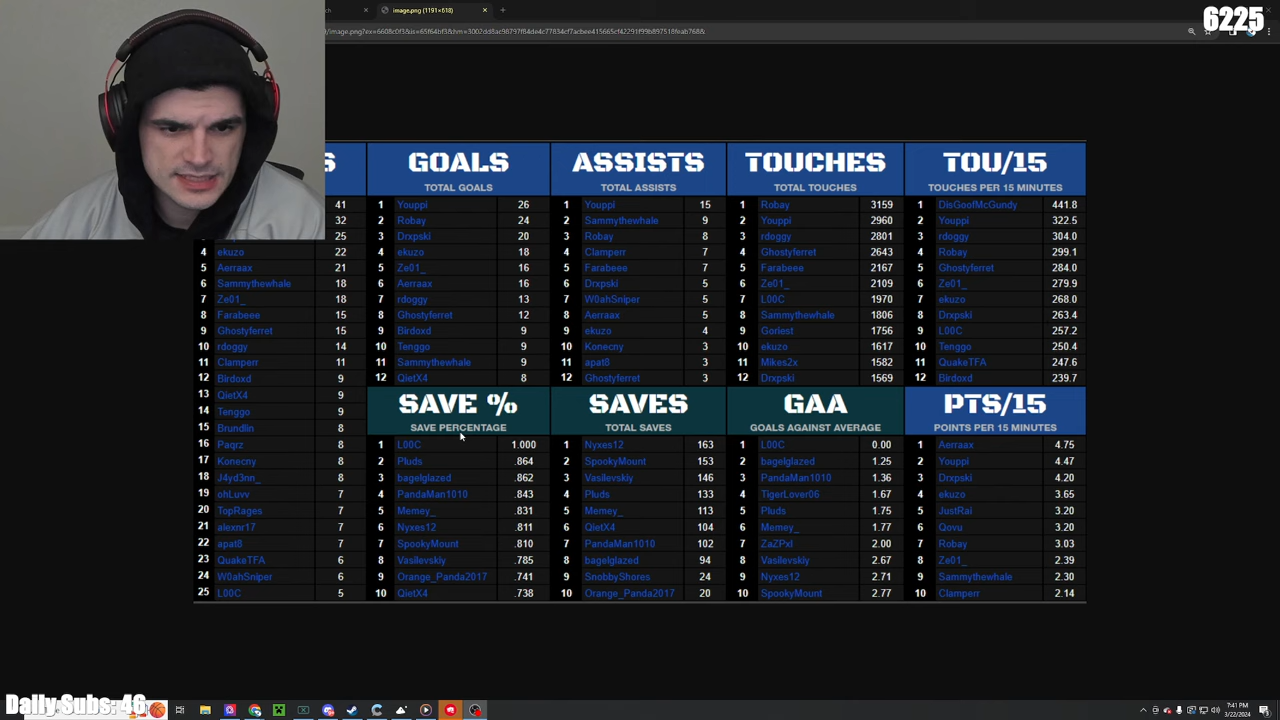 image.png (1191×618)
6225
S GOALS ASSISTS TOUCHES TOU/15
TOTAL GOALS TOTAL ASSISTS TOTAL TOUCHES TOUCHES PER 15 MINUTES
41 1 Youppi 26 1 Youppi 15 1 Robay 3159 1 DisGoofMcGundy 441.8
32 2 Robay 24 2 Sammythewhale 9 2 Youppi 2960 2 Youppi 322.5
25 3 Drxpski 20 3 Robay 8 3 rdoggy 2801 3 rdoggy 304.0
4 ekuzo 22 4 ekuzo 18 4 Clamperr 7 4 Ghostyferret 2643 4 Robay 299.1
5 Aerraax 21 5 Ze01_ 16 5 Farabeee 7 5 Farabeee 2167 5 Ghostyferret 284.0
6 Sammythewhale 18 6 Aerraax 16 6 Drxpski 5 6 Ze01_ 2109 6 Ze01_ 279.9
7 Ze01_ 18 7 rdoggy 13 7 W0ahSniper 5 7 L00C 1970 7 ekuzo 268.0
8 Farabeee 15 8 Ghostyferret 12 8 Aerraax 5 8 Sammythewhale 1806 8 Drxpski 263.4
9 Ghostyferret 15 9 Birdoxd 9 9 ekuzo 4 9 Goriest 1756 9 L00C 257.2
10 rdoggy 14 10 Tenggo 9 10 Konecny 3 10 ekuzo 1617 10 Tenggo 250.4
11 Clamperr 11 11 Sammythewhale 9 11 apat8 3 11 Mikes2x 1582 11 QuakeTFA 247.6
12 Birdoxd 9 12 QietX4 8 12 Ghostyferret 3 12 Drxpski 1569 12 Birdoxd 239.7
13 QietX4 9 SAVE % SAVES GAA PTS/15
14 Tenggo 9
15 Brundlin 8 SAVE PERCENTAGE TOTAL SAVES GOALS AGAINST AVERAGE POINTS PER 15 MINUTES
16 Paqrz 8 1 L00C 1.000 1 Nyxes12 163 1 L00C 0.00 1 Aerraax 4.75
17 Konecny 8 2 Pluds .864 2 SpookyMount 153 2 bagelglazed 1.25 2 Youppi 4.47
18 J4yd3nn_ 8 3 bagelglazed .862 3 Vasilevskiy 146 3 PandaMan1010 1.36 3 Drxpski 4.20
19 ohLuvv 7 4 PandaMan1010 .843 4 Pluds 133 4 TigerLover06 1.67 4 ekuzo 3.65
20 TopRages 7 5 Memey_ .831 5 Memey_ 113 5 Pluds 1.75 5 JustRai 3.20
21 alexnr17 7 6 Nyxes12 .811 6 QietX4 104 6 Memey_ 1.77 6 Qovu 3.20
22 apat8 7 7 SpookyMount .810 7 PandaMan1010 102 7 ZaZPxl 2.00 7 Robay 3.03
23 QuakeTFA 6 8 Vasilevskiy .785 8 bagelglazed 94 8 Vasilevskiy 2.67 8 Ze01_ 2.39
24 W0ahSniper 6 9 Orange_Panda2017 .741 9 SnobbyShores 24 9 Nyxes12 2.71 9 Sammythewhale 2.30
25 L00C 5 10 QietX4 .738 10 Orange_Panda2017 20 10 SpookyMount 2.77 10 Clamperr 2.14
Daily Subs: 46
7:41 PM
3/22/2024